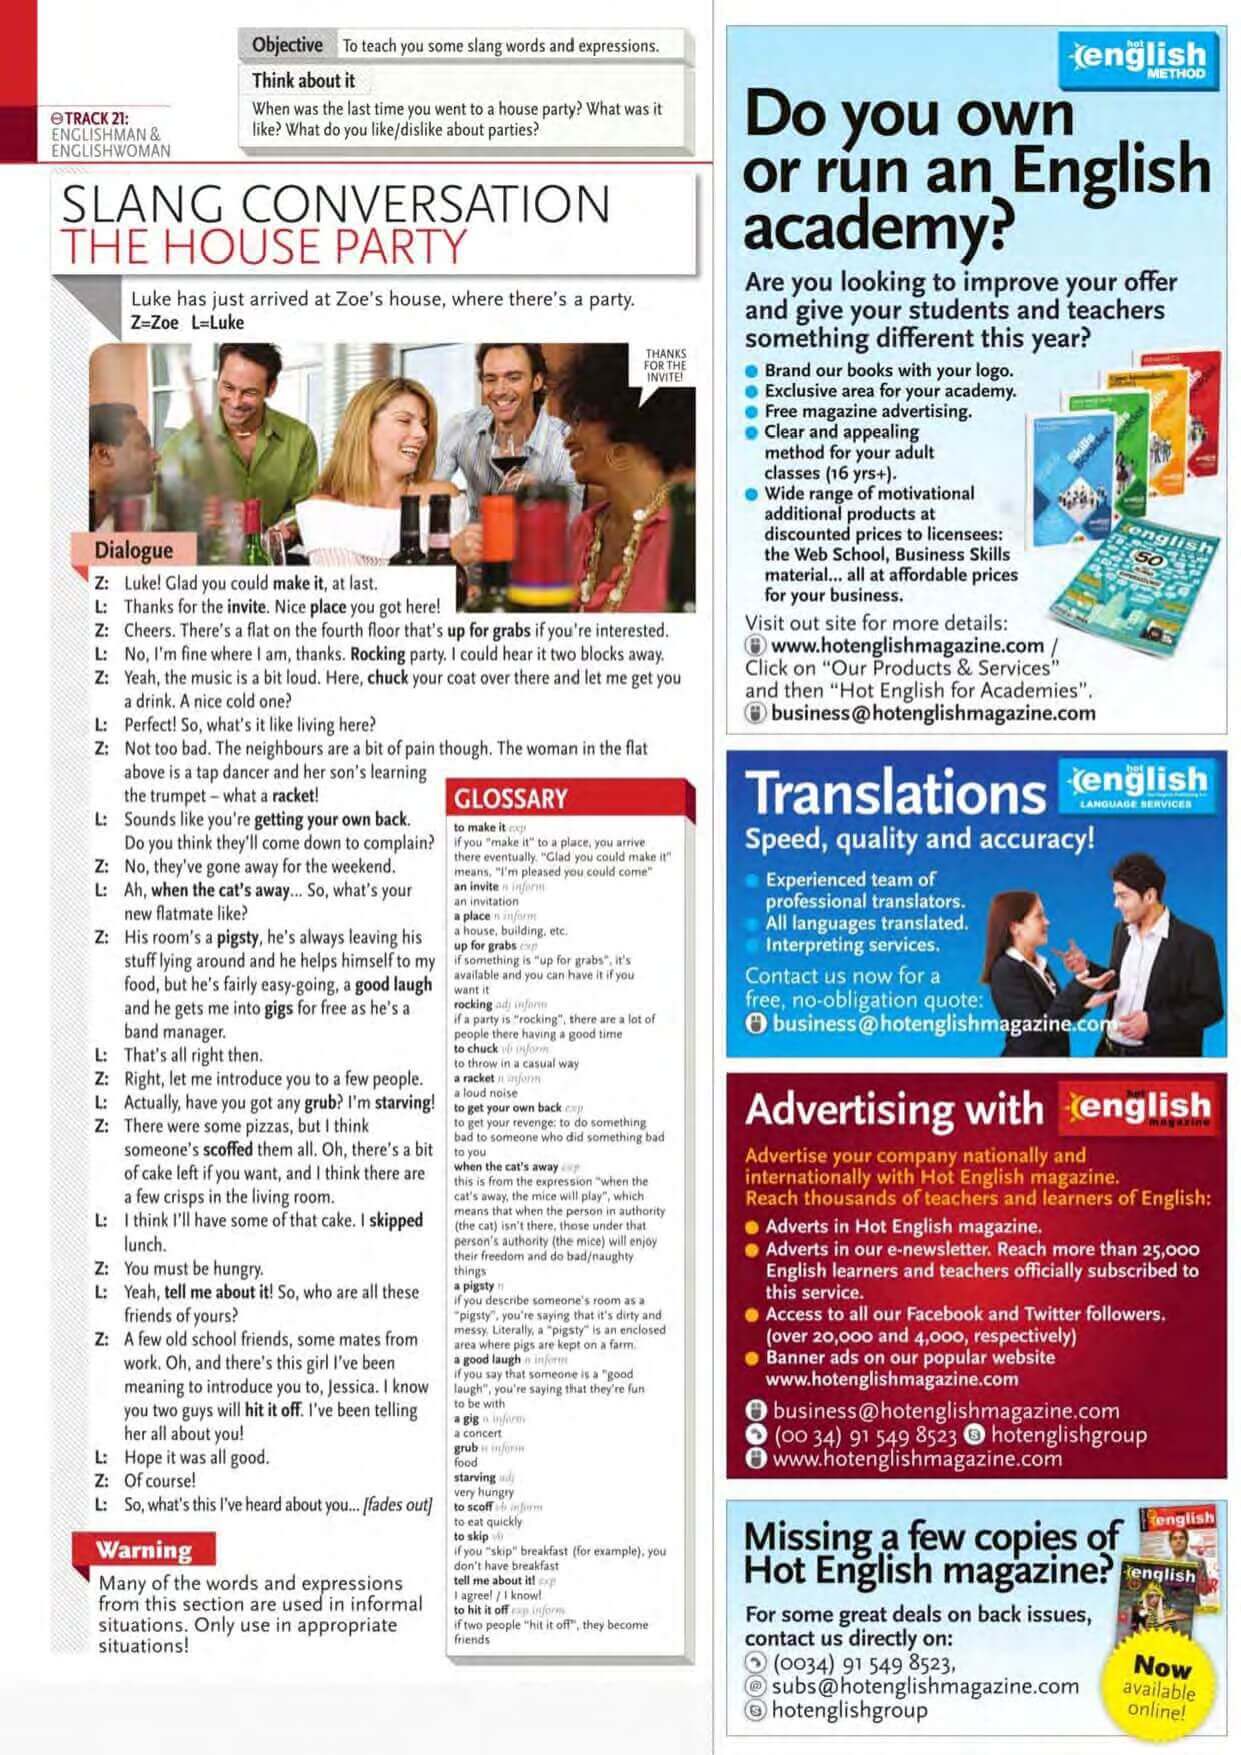 Objective To teach you some slang words and expressions.
Think about it
When was the last time you went to a house party? What was it
like? What do you like/dislike about parties?
TRACK 21:
ENGLISHMAN &
ENGLISHWOMAN
SLANG CONVERSATION
THE HOUSE PARTY
Luke has just arrived at Zoe's house, where there's a party.
Z=Zoe L=Luke
THANKS
FOR THE
INVITE!
Dialogue
Z: Luke! Glad you could make it, at last.
L: Thanks for the invite. Nice place you got here!
Z: Cheers. There's a flat on the fourth floor that's up for grabs if you're interested.
L: No, I'm fine where I am, thanks. Rocking party. I could hear it two blocks away.
Z: Yeah, the music is a bit loud. Here, chuck your coat over there and let me get you
a drink. A nice cold one?
L: Perfect! So, what's it like living here?
Z: Not too bad. The neighbours are a bit of pain though. The woman in the flat
above is a tap dancer and her son's learning
the trumpet – what a racket!
L: Sounds like you're getting your own back.
Do you think they'll come down to complain?
Z: No, they've gone away for the weekend.
L: Ah, when the cat's away... So, what's your
new flatmate like?
Z: His room's a pigsty, he's always leaving his
stuff lying around and he helps himself to my
food, but he's fairly easy-going, a good laugh
and he gets me into gigs for free as he's a
band manager.
L: That's all right then.
Z: Right, let me introduce you to a few people.
L: Actually, have you got any grub? I'm starving!
Z: There were some pizzas, but I think
someone's scoffed them all. Oh, there's a bit
of cake left if you want, and I think there are
a few crisps in the living room.
L: I think I'll have some of that cake. I skipped
lunch.
Z: You must be hungry.
L: Yeah, tell me about it! So, who are all these
friends of yours?
Z: A few old school friends, some mates from
work. Oh, and there's this girl I've been
meaning to introduce you to, Jessica. I know
you two guys will hit it off. I've been telling
her all about you!
L: Hope it was all good.
Z: Of course!
L: So, what's this I've heard about you... [fades out]
Warning
Many of the words and expressions
from this section are used in informal
situations. Only use in appropriate
situations!
GLOSSARY
to make it exp
if you "make it" to a place, you arrive
there eventually. "Glad you could make it"
means, "I'm pleased you could come"
an invite n inform
an invitation
a place n inform
a house, building, etc.
up for grabs exp
if something is "up for grabs", it's
available and you can have it if you
want it
rocking adj inform
if a party is "rocking", there are a lot of
people there having a good time
to chuck vb inform
to throw in a casual way
a racket n inform
a loud noise
to get your own back exp
to get your revenge; to do something
bad to someone who did something bad
to you
when the cat's away exp
this is from the expression "when the
cat's away, the mice will play", which
means that when the person in authority
(the cat) isn't there, those under that
person's authority (the mice) will enjoy
their freedom and do bad/naughty
things
a pigsty n
if you describe someone's room as a
"pigsty", you're saying that it's dirty and
messy. Literally, a "pigsty" is an enclosed
area where pigs are kept on a farm.
a good laugh n inform
if you say that someone is a "good
laugh", you're saying that they're fun
to be with
a gig n inform
a concert
grub n inform
food
starving adj
very hungry
to scoff vb inform
to eat quickly
to skip vb
if you "skip" breakfast (for example), you
don't have breakfast
tell me about it! exp
I agree! / I know!
to hit it off exp inform
if two people "hit it off", they become
friends
hot english
METHOD
Do you own
or run an English
academy?
Are you looking to improve your offer
and give your students and teachers
something different this year?
Brand our books with your logo.
Exclusive area for your academy.
Free magazine advertising.
Clear and appealing
method for your adult
classes (16 yrs+).
Wide range of motivational
additional products at
discounted prices to licensees:
the Web School, Business Skills
material... all at affordable prices
for your business.
Visit out site for more details:
www.hotenglishmagazine.com /
Click on "Our Products & Services"
and then "Hot English for Academies".
business@hotenglishmagazine.com
english
50
Translations
hot english
LANGUAGE SERVICES
Speed, quality and accuracy!
Experienced team of
professional translators.
All languages translated.
Interpreting services.
Contact us now for a
free, no-obligation quote:
business@hotenglishmagazine.com
Advertising with
hot english
magazine
Advertise your company nationally and
internationally with Hot English magazine.
Reach thousands of teachers and learners of English:
Adverts in Hot English magazine.
Adverts in our e-newsletter. Reach more than 25,000
English learners and teachers officially subscribed to
this service.
Access to all our Facebook and Twitter followers.
(over 20,000 and 4,000, respectively)
Banner ads on our popular website
www.hotenglishmagazine.com
business@hotenglishmagazine.com
(00 34) 91 549 8523 hotenglishgroup
www.hotenglishmagazine.com
Missing a few copies of
Hot English magazine?
english
english
For some great deals on back issues,
contact us directly on:
(0034) 91 549 8523,
subs@hotenglishmagazine.com
hotenglishgroup
Now
available
online!